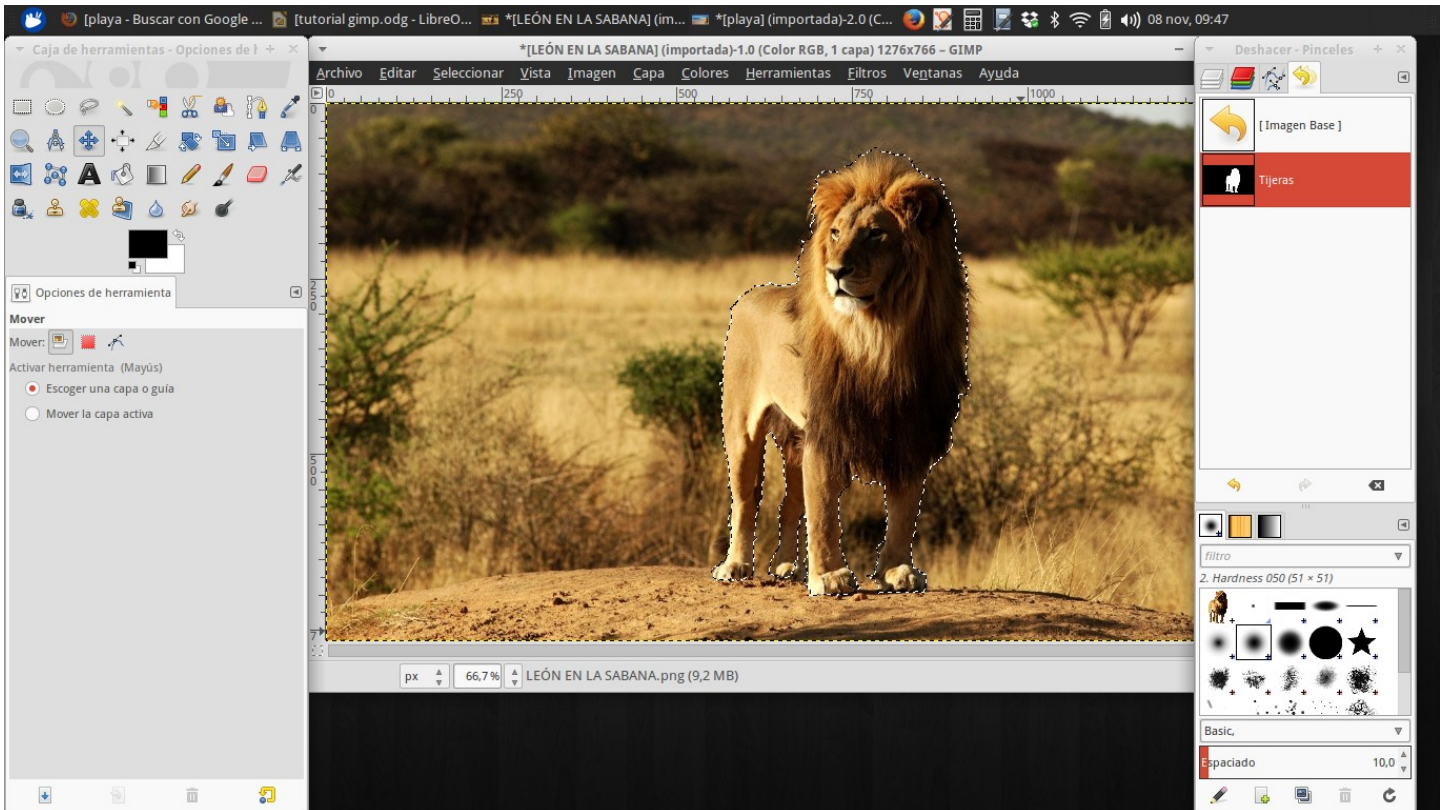 [playa - Buscar con Google ...
[tutorial gimp.odg - LibreO...
*[LEÓN EN LA SABANA] (im...
*[playa] (importada)-2.0 (C...
08 nov, 09:47
Caja de herramientas - Opciones de h
*[LEÓN EN LA SABANA] (importada)-1.0 (Color RGB, 1 capa) 1276x766 – GIMP
Deshacer - Pinceles
Archivo Editar Seleccionar Vista Imagen Capa Colores Herramientas Filtros Ventanas Ayuda
0 250 500 750 1000
0
250
500
7
Opciones de herramienta
Mover
Mover:
Activar herramienta (Mayús)
Escoger una capa o guía
Mover la capa activa
px 66,7 % LEÓN EN LA SABANA.png (9,2 MB)
[ Imagen Base ]
Tijeras
filtro
2. Hardness 050 (51 × 51)
Basic,
Espaciado 10,0